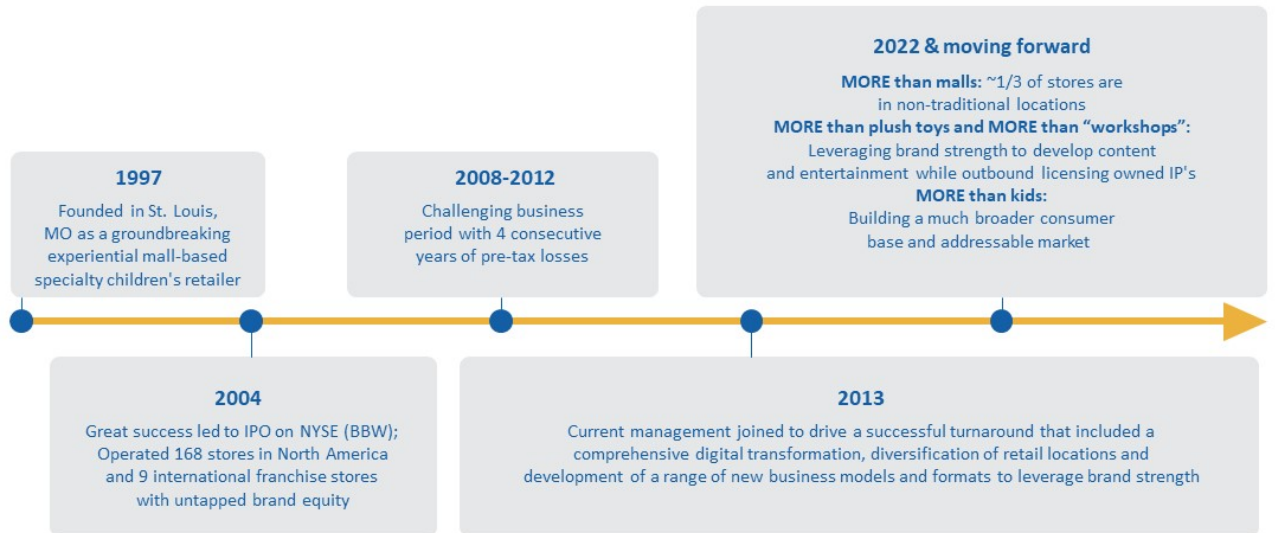 1997
Founded in St. Louis,
MO as a groundbreaking
experiential mall-based
specialty children's retailer
2004
Great success led to IPO on NYSE (BBW);
Operated 168 stores in North America
and 9 international franchise stores
with untapped brand equity
2008-2012
Challenging business
period with 4 consecutive
years of pre-tax losses
2013
Current management joined to drive a successful turnaround that included a
comprehensive digital transformation, diversification of retail locations and
development of a range of new business models and formats to leverage brand strength
2022 & moving forward
MORE than malls: ~1/3 of stores are
in non-traditional locations
MORE than plush toys and MORE than “workshops”:
Leveraging brand strength to develop content
and entertainment while outbound licensing owned IP's
MORE than kids:
Building a much broader consumer
base and addressable market